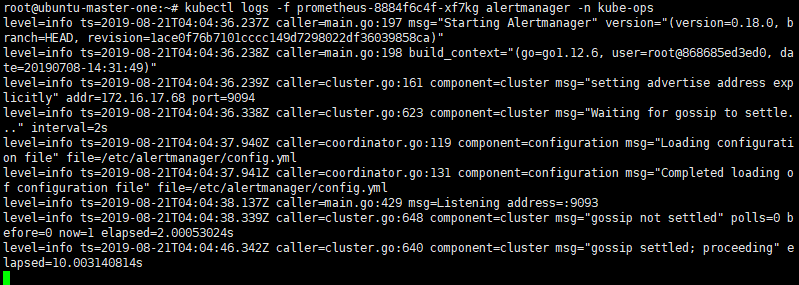 root@ubuntu-master-one:~# kubectl logs -f prometheus-8884f6c4f-xf7kg alertmanager -n kube-ops
level=info ts=2019-08-21T04:04:36.237Z caller=main.go:197 msg="Starting Alertmanager" version="(version=0.18.0, b
ranch=HEAD, revision=1ace0f76b7101cccc149d7298022df36039858ca)"
level=info ts=2019-08-21T04:04:36.238Z caller=main.go:198 build_context="(go=go1.12.6, user=root@868685ed3ed0, da
te=20190708-14:31:49)"
level=info ts=2019-08-21T04:04:36.239Z caller=cluster.go:161 component=cluster msg="setting advertise address exp
licitly" addr=172.16.17.68 port=9094
level=info ts=2019-08-21T04:04:36.338Z caller=cluster.go:623 component=cluster msg="Waiting for gossip to settle.
.." interval=2s
level=info ts=2019-08-21T04:04:37.940Z caller=coordinator.go:119 component=configuration msg="Loading configurati
on file" file=/etc/alertmanager/config.yml
level=info ts=2019-08-21T04:04:37.941Z caller=coordinator.go:131 component=configuration msg="Completed loading o
f configuration file" file=/etc/alertmanager/config.yml
level=info ts=2019-08-21T04:04:38.137Z caller=main.go:429 msg=Listening address=:9093
level=info ts=2019-08-21T04:04:38.339Z caller=cluster.go:648 component=cluster msg="gossip not settled" polls=0 b
efore=0 now=1 elapsed=2.00053024s
level=info ts=2019-08-21T04:04:46.342Z caller=cluster.go:640 component=cluster msg="gossip settled; proceeding" e
lapsed=10.003140814s